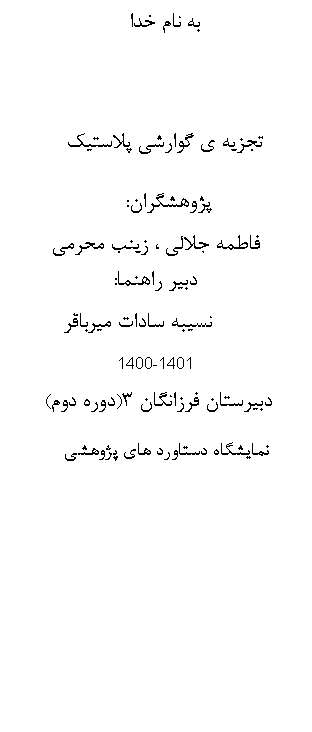 به نام خدا
تجزیه ی گوارشی پلاستیک
پژوهشگران:
فاطمه جلالی ، زینب محرمی
دبیر راهنما:
نسیبه سادات میرباقر
1400-1401
دبیرستان فرزانگان ۳(دوره دوم)
نمایشگاه دستاورد های پژوهشی